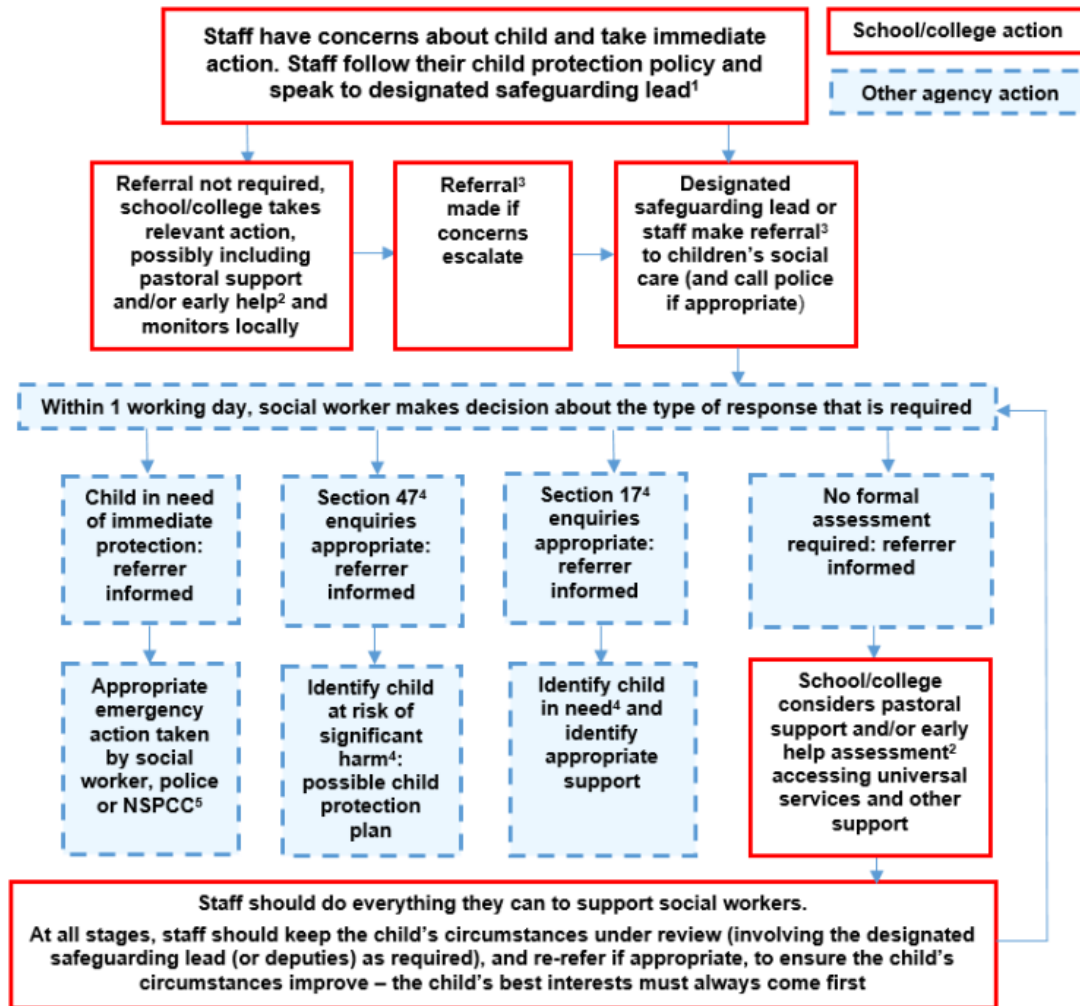 Staff have concerns about child and take immediate
action. Staff follow their child protection policy and
speak to designated safeguarding lead¹
School/college action
Other agency action
Referral not required,
school/college takes
relevant action,
possibly including
pastoral support
and/or early help² and
monitors locally
Referral³
made if
concerns
escalate
Designated
safeguarding lead or
staff make referral³
to children’s social
care (and call police
if appropriate)
Within 1 working day, social worker makes decision about the type of response that is required
Child in need
of immediate
protection:
referrer
informed
Section 47⁴
enquiries
appropriate:
referrer
informed
Section 17⁴
enquiries
appropriate:
referrer
informed
No formal
assessment
required: referrer
informed
Appropriate
emergency
action taken
by social
worker, police
or NSPCC⁵
Identify child
at risk of
significant
harm⁴:
possible child
protection
plan
Identify child
in need⁴ and
identify
appropriate
support
School/college
considers pastoral
support and/or early
help assessment²
accessing universal
services and other
support
Staff should do everything they can to support social workers.
At all stages, staff should keep the child’s circumstances under review (involving the designated
safeguarding lead (or deputies) as required), and re-refer if appropriate, to ensure the child’s
circumstances improve – the child’s best interests must always come first